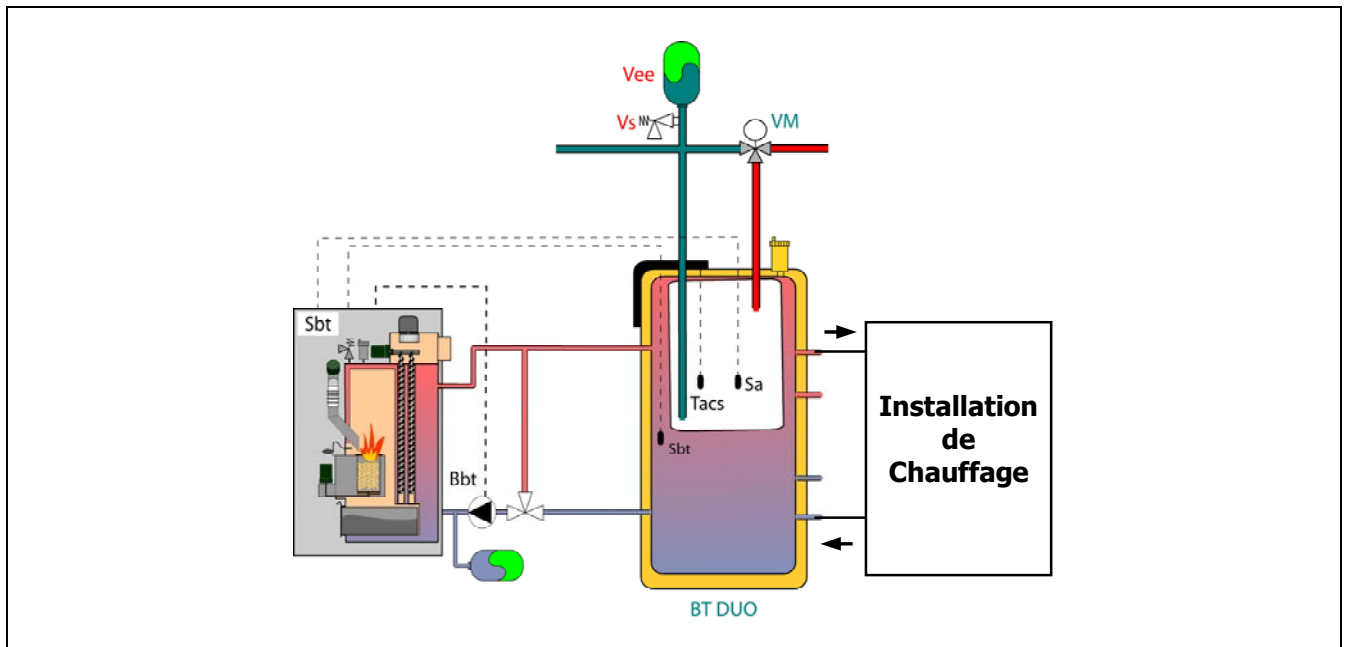 Vee
Vs
VM
Sbt
Sa
Tacs
Sbt
Bbt
Installation
de
Chauffage
BT DUO